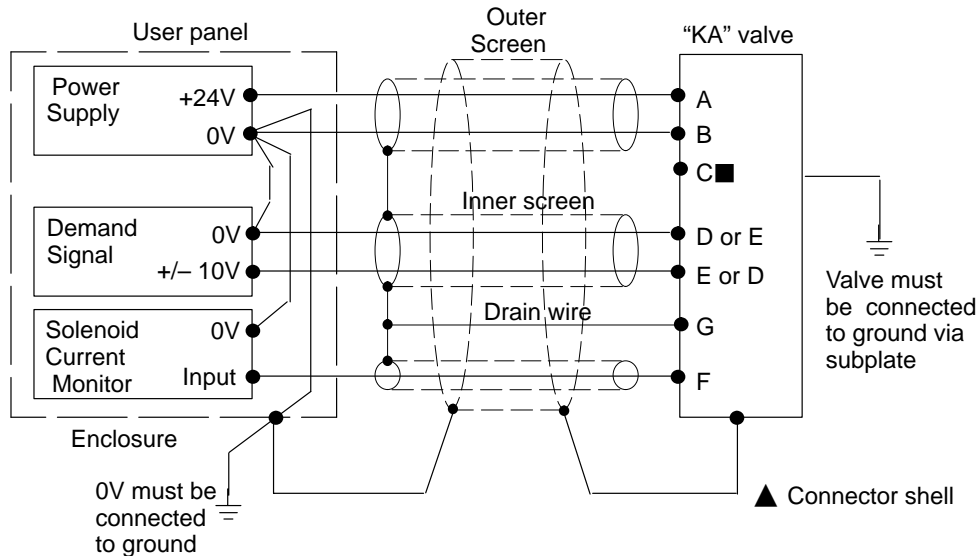 User panel
Outer
Screen
“KA” valve
Power
Supply
+24V
0V
A
B
C■
Inner screen
Demand
Signal
0V
+/– 10V
D or E
E or D
Valve must
be connected
to ground via
subplate
Drain wire
G
Solenoid
Current
Monitor
0V
Input
F
Enclosure
0V must be
connected
to ground
▲ Connector shell